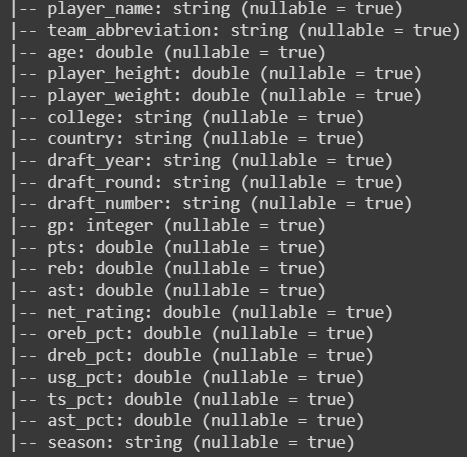 |-- player_name: string (nullable = true)
|-- team_abbreviation: string (nullable = true)
|-- age: double (nullable = true)
|-- player_height: double (nullable = true)
|-- player_weight: double (nullable = true)
|-- college: string (nullable = true)
|-- country: string (nullable = true)
|-- draft_year: string (nullable = true)
|-- draft_round: string (nullable = true)
|-- draft_number: string (nullable = true)
|-- gp: integer (nullable = true)
|-- pts: double (nullable = true)
|-- reb: double (nullable = true)
|-- ast: double (nullable = true)
|-- net_rating: double (nullable = true)
|-- oreb_pct: double (nullable = true)
|-- dreb_pct: double (nullable = true)
|-- usg_pct: double (nullable = true)
|-- ts_pct: double (nullable = true)
|-- ast_pct: double (nullable = true)
|-- season: string (nullable = true)